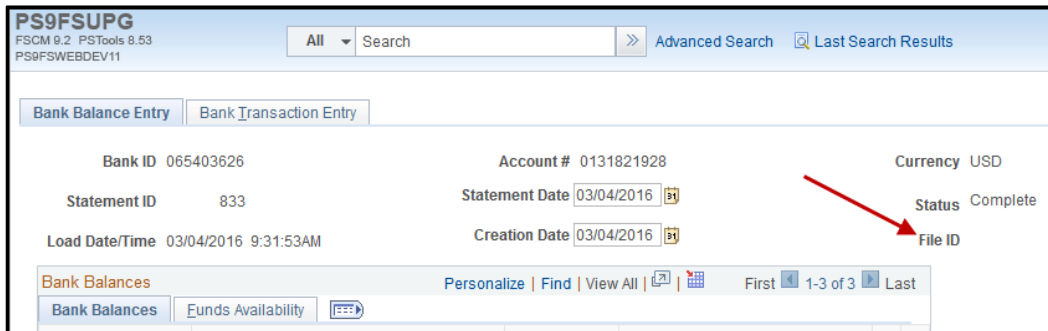 PS9FSUPG
FSCM 9.2 PSTools 8.53
PS9FSWEBDEV11
All Search Advanced Search Last Search Results
Bank Balance Entry Bank Transaction Entry
Bank ID 065403626 Account # 0131821928 Currency USD
Statement ID 833 Statement Date 03/04/2016 31 Status Complete
Load Date/Time 03/04/2016 9:31:53AM Creation Date 03/04/2016 31 File ID
Bank Balances Personalize | Find | View All | | First 1-3 of 3 Last
Bank Balances Funds Availability